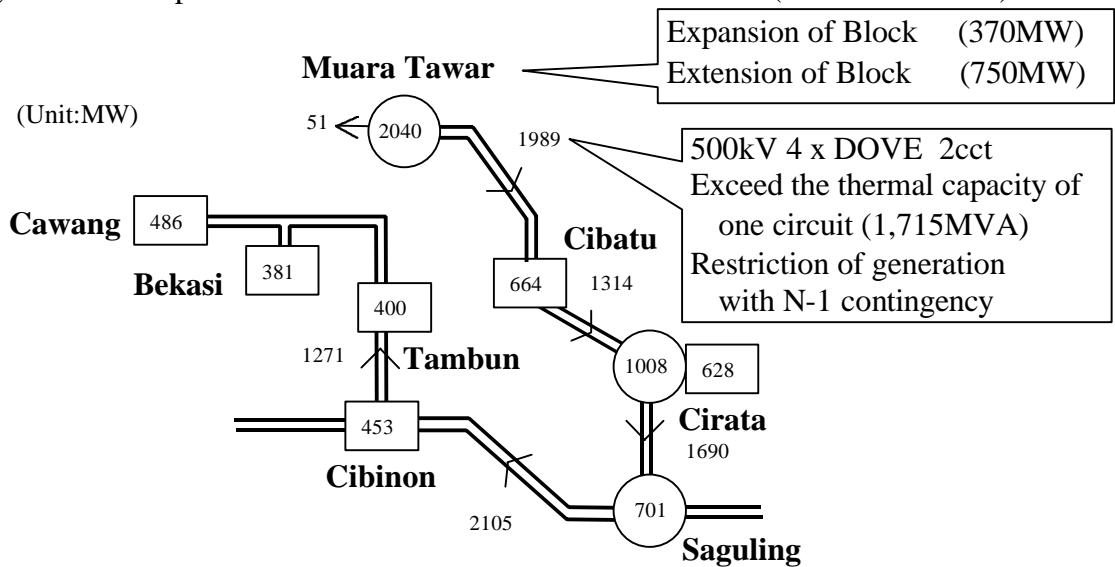 Expansion of Block (370MW)
Extension of Block (750MW)
Muara Tawar
(Unit:MW)
51
2040
1989
500kV 4 x DOVE 2cct
Exceed the thermal capacity of
one circuit (1,715MVA)
Restriction of generation
with N-1 contingency
Cawang
486
Bekasi
381
Cibatu
664
1314
400
1271
Tambun
1008
628
Cirata
1690
453
Cibinon
2105
701
Saguling